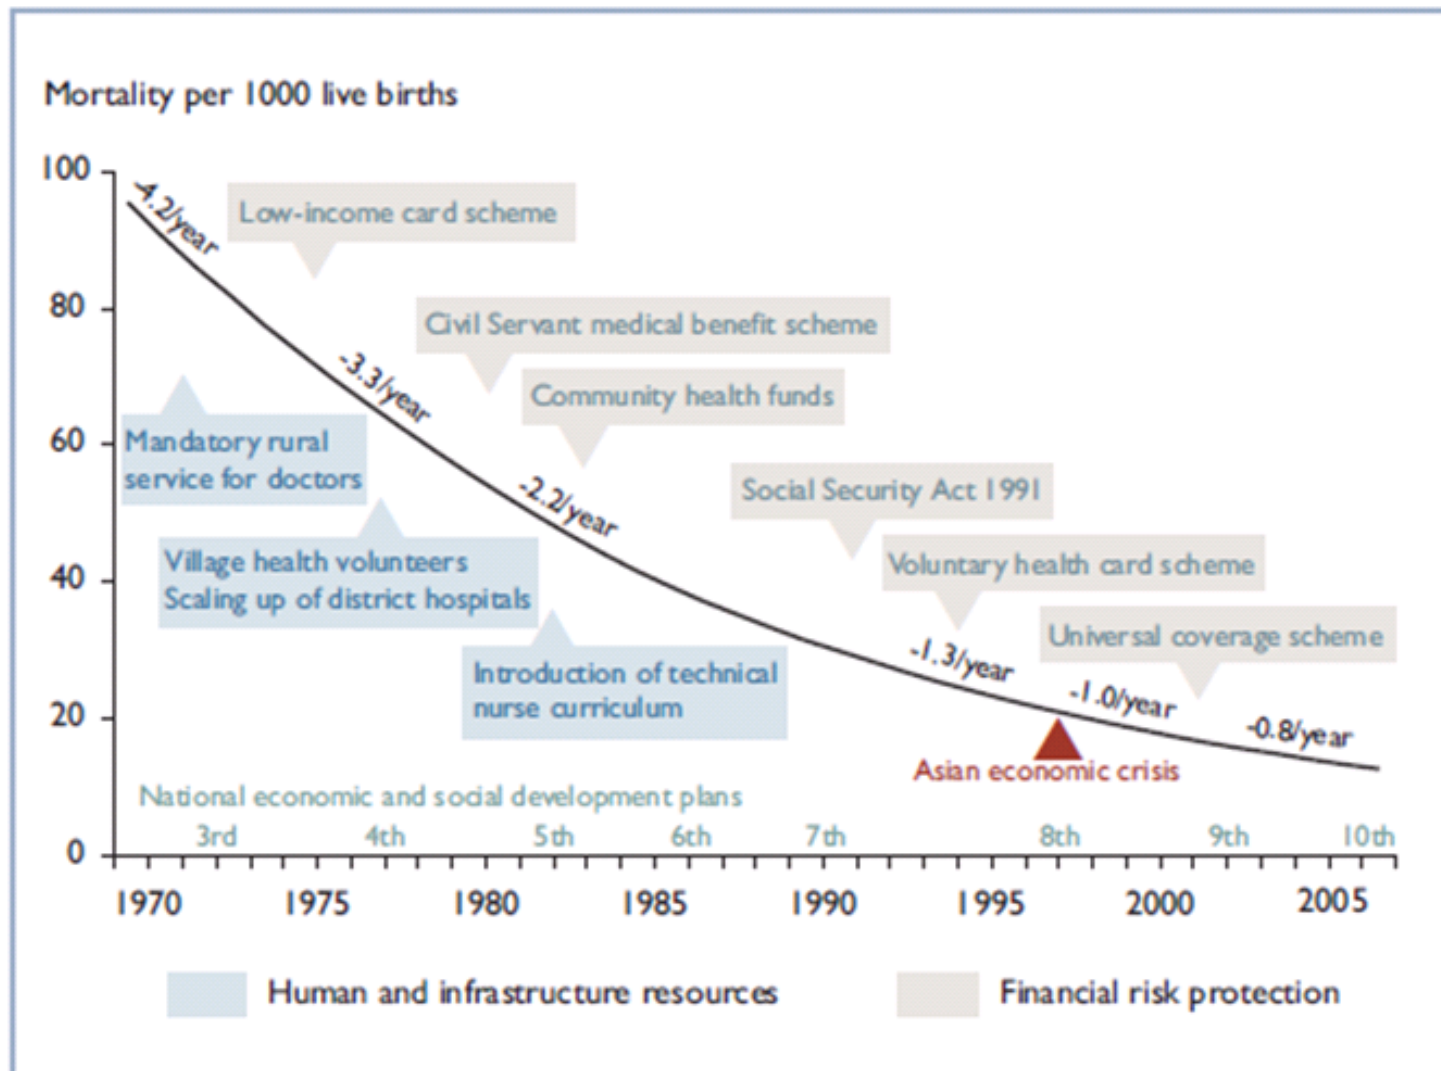 Mortality per 1000 live births
100
80
60
40
20
0
-4.2/year
-3.3/year
-2.2/year
-1.3/year
-1.0/year
-0.8/year
Low-income card scheme
Civil Servant medical benefit scheme
Community health funds
Social Security Act 1991
Voluntary health card scheme
Universal coverage scheme
Mandatory rural
service for doctors
Village health volunteers
Scaling up of district hospitals
Introduction of technical
nurse curriculum
Asian economic crisis
National economic and social development plans
3rd 4th 5th 6th 7th 8th 9th 10th
1970 1975 1980 1985 1990 1995 2000 2005
Human and infrastructure resources
Financial risk protection